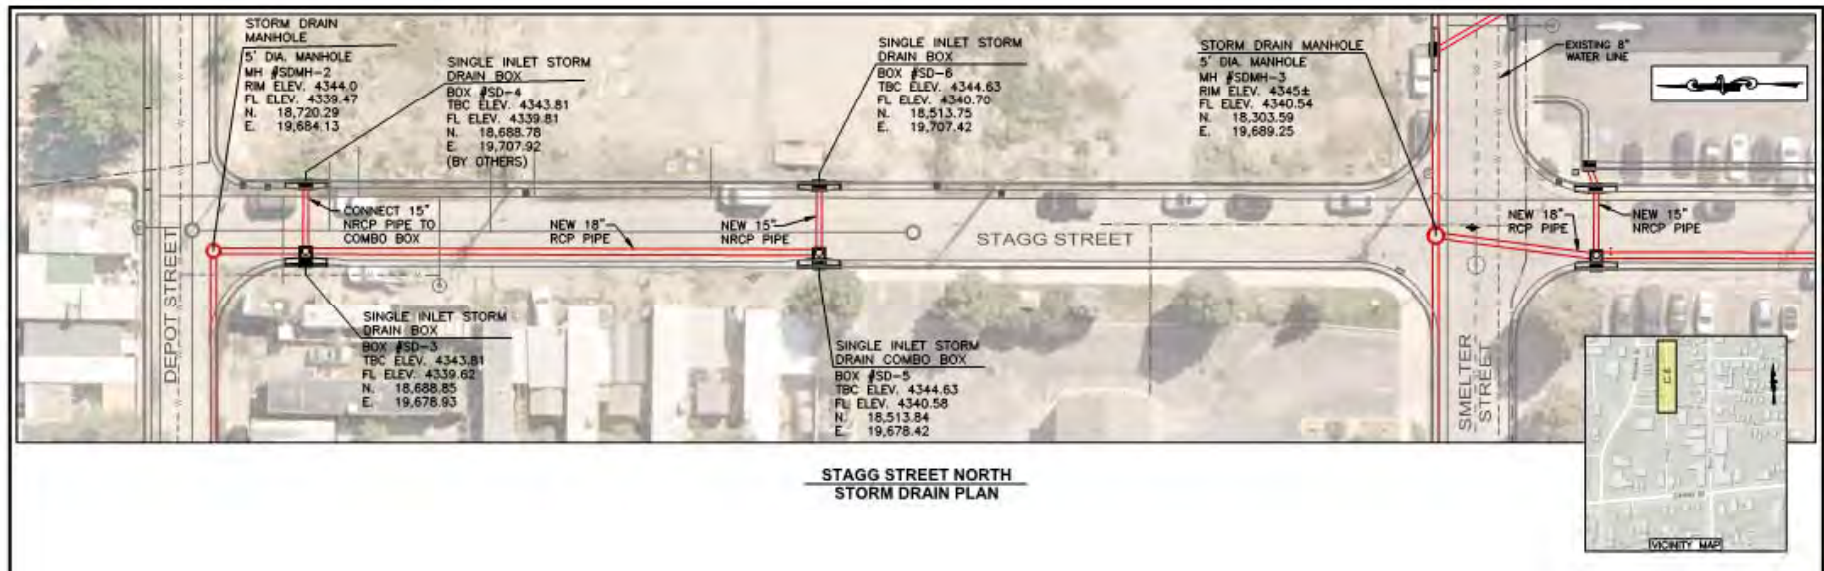 STORM DRAIN
MANHOLE
5' DIA. MANHOLE
MH #SDMH-2
RIM ELEV. 4344.0
FL ELEV. 4339.47
N. 18,720.29
E. 19,684.13
SINGLE INLET STORM
DRAIN BOX
BOX #SD-4
TBC ELEV. 4343.81
FL ELEV. 4339.81
N. 18,688.78
E. 19,707.92
(BY OTHERS)
SINGLE INLET STORM
DRAIN BOX
BOX #SD-6
TBC ELEV. 4344.63
FL ELEV. 4340.70
N. 18,513.75
E. 19,707.42
STORM DRAIN MANHOLE
5' DIA. MANHOLE
MH #SDMH-3
RIM ELEV. 4345±
FL ELEV. 4340.54
N. 18,303.59
E. 19,689.25
EXISTING 8"
WATER LINE
CONNECT 15"
NRCP PIPE TO
COMBO BOX
NEW 18"
RCP PIPE
NEW 15"
NRCP PIPE
STAGG STREET
NEW 18"
RCP PIPE
NEW 15"
NRCP PIPE
DEPOT STREET
SINGLE INLET STORM
DRAIN BOX
BOX #SD-3
TBC ELEV. 4343.81
FL ELEV. 4339.62
N. 18,688.85
E. 19,678.93
SINGLE INLET STORM
DRAIN COMBO BOX
BOX #SD-5
TBC ELEV. 4344.63
FL ELEV. 4340.58
N. 18,513.84
E. 19,678.42
SMELTER
STREET
VICINITY MAP
STAGG STREET NORTH
STORM DRAIN PLAN